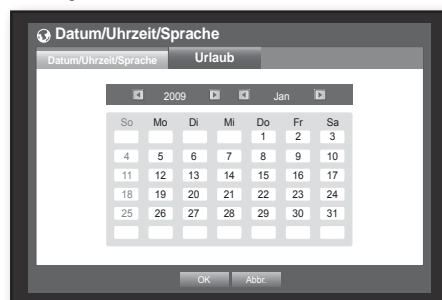 Datum/Uhrzeit/Sprache
Datum/Uhrzeit/Sprache Urlaub
2009 Jan
So Mo Di Mi Do Fr Sa
1 2 3
4 5 6 7 8 9 10
11 12 13 14 15 16 17
18 19 20 21 22 23 24
25 26 27 28 29 30 31
OK Abbr.